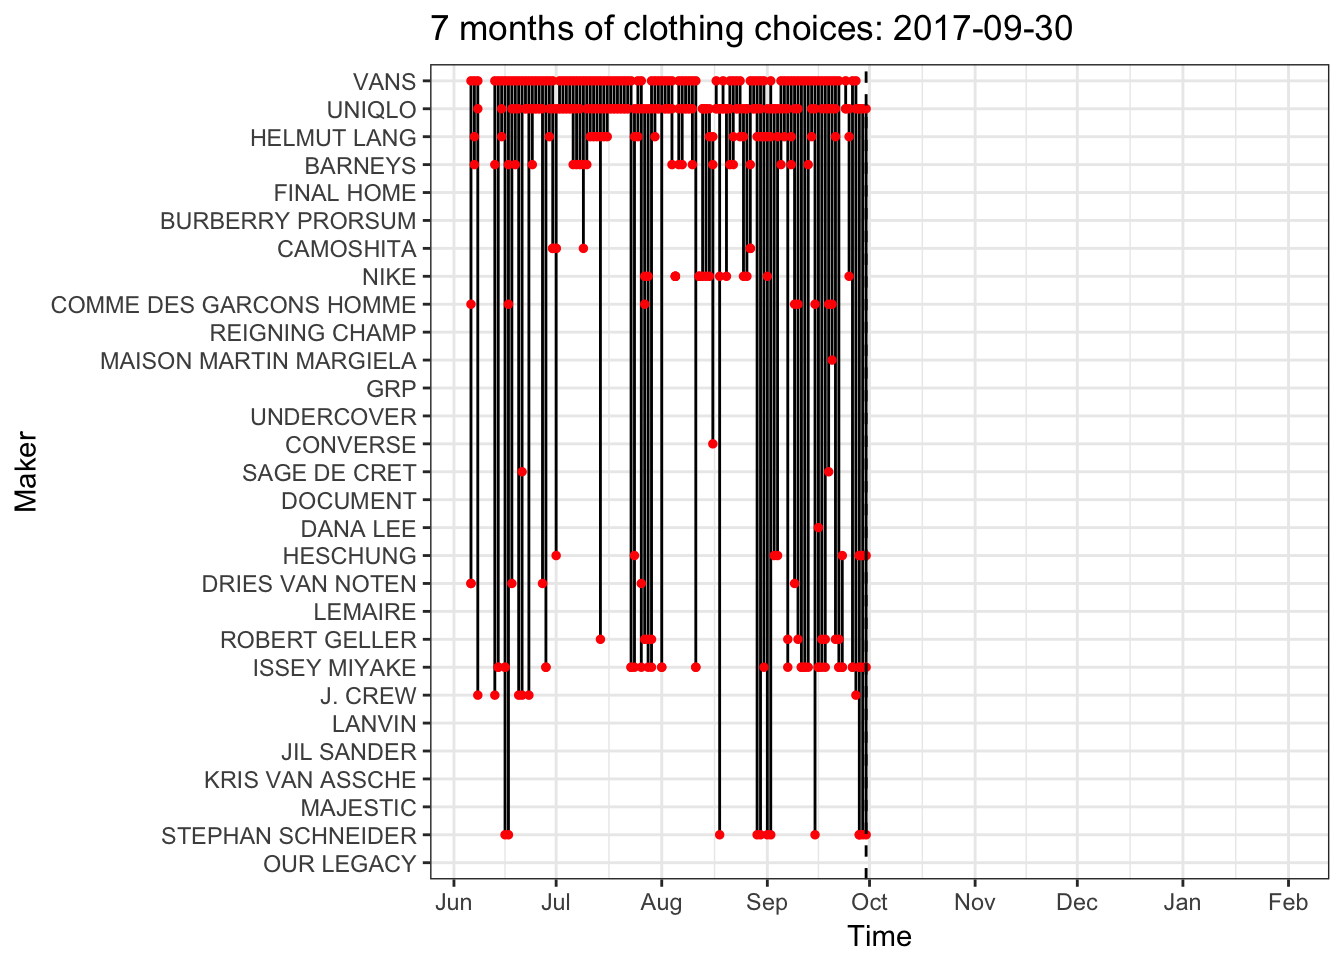 7 months of clothing choices: 2017-09-30
VANS
UNIQLO
HELMUT LANG
BARNEYS
FINAL HOME
BURBERRY PRORSUM
CAMOSHITA
NIKE
COMME DES GARCONS HOMME
REIGNING CHAMP
MAISON MARTIN MARGIELA
GRP
UNDERCOVER
CONVERSE
SAGE DE CRET
DOCUMENT
DANA LEE
HESCHUNG
DRIES VAN NOTEN
LEMAIRE
ROBERT GELLER
ISSEY MIYAKE
J. CREW
LANVIN
JIL SANDER
KRIS VAN ASSCHE
MAJESTIC
STEPHAN SCHNEIDER
OUR LEGACY
Maker
Jun Jul Aug Sep Oct Nov Dec Jan Feb
Time